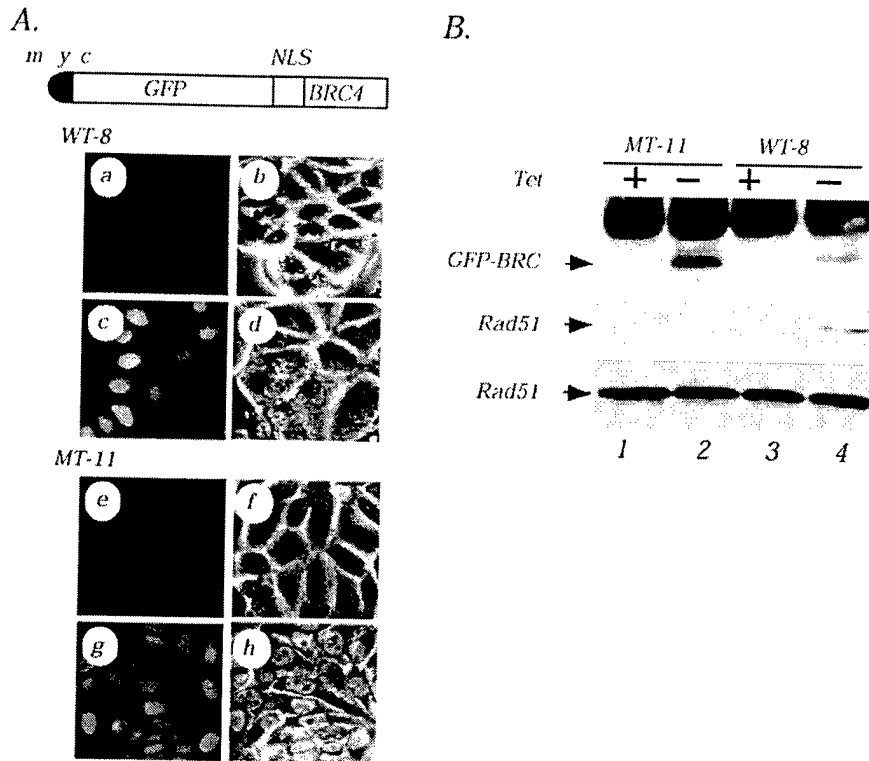 A.
m y c NLS
GFP BRC4
WT-8
a b
c d
MT-11
e f
g h
B.
MT-11 WT-8
Tet + - + -
GFP-BRC
Rad51
Rad51
1 2 3 4